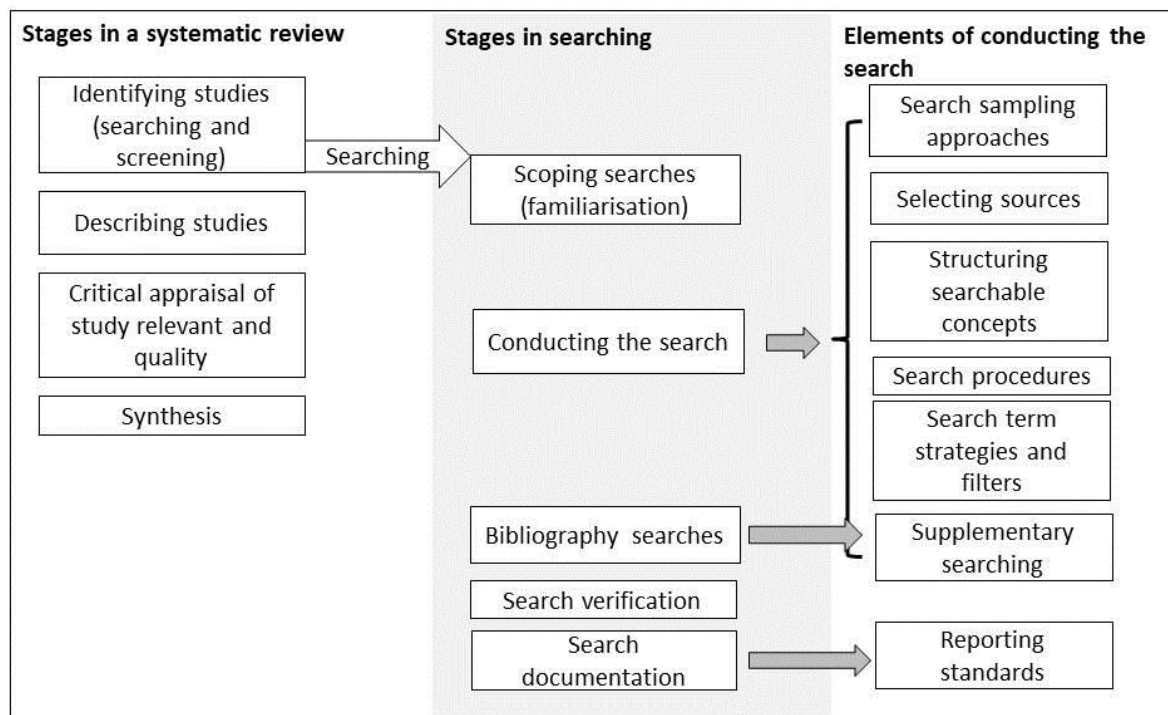 Stages in a systematic review
Identifying studies
(searching and
screening)
Describing studies
Critical appraisal of
study relevant and
quality
Synthesis
Searching
Stages in searching
Scoping searches
(familiarisation)
Conducting the search
Bibliography searches
Search verification
Search
documentation
Elements of conducting the
search
Search sampling
approaches
Selecting sources
Structuring
searchable
concepts
Search procedures
Search term
strategies and
filters
Supplementary
searching
Reporting
standards